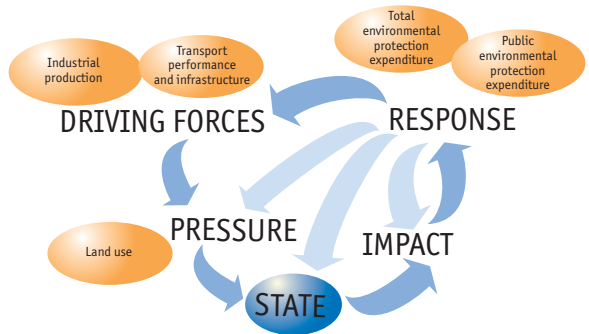 Total
environmental
protection
expenditure
Public
environmental
protection
expenditure
Industrial
production
Transport
performance
and infrastructure
DRIVING FORCES
RESPONSE
PRESSURE
IMPACT
Land use
STATE